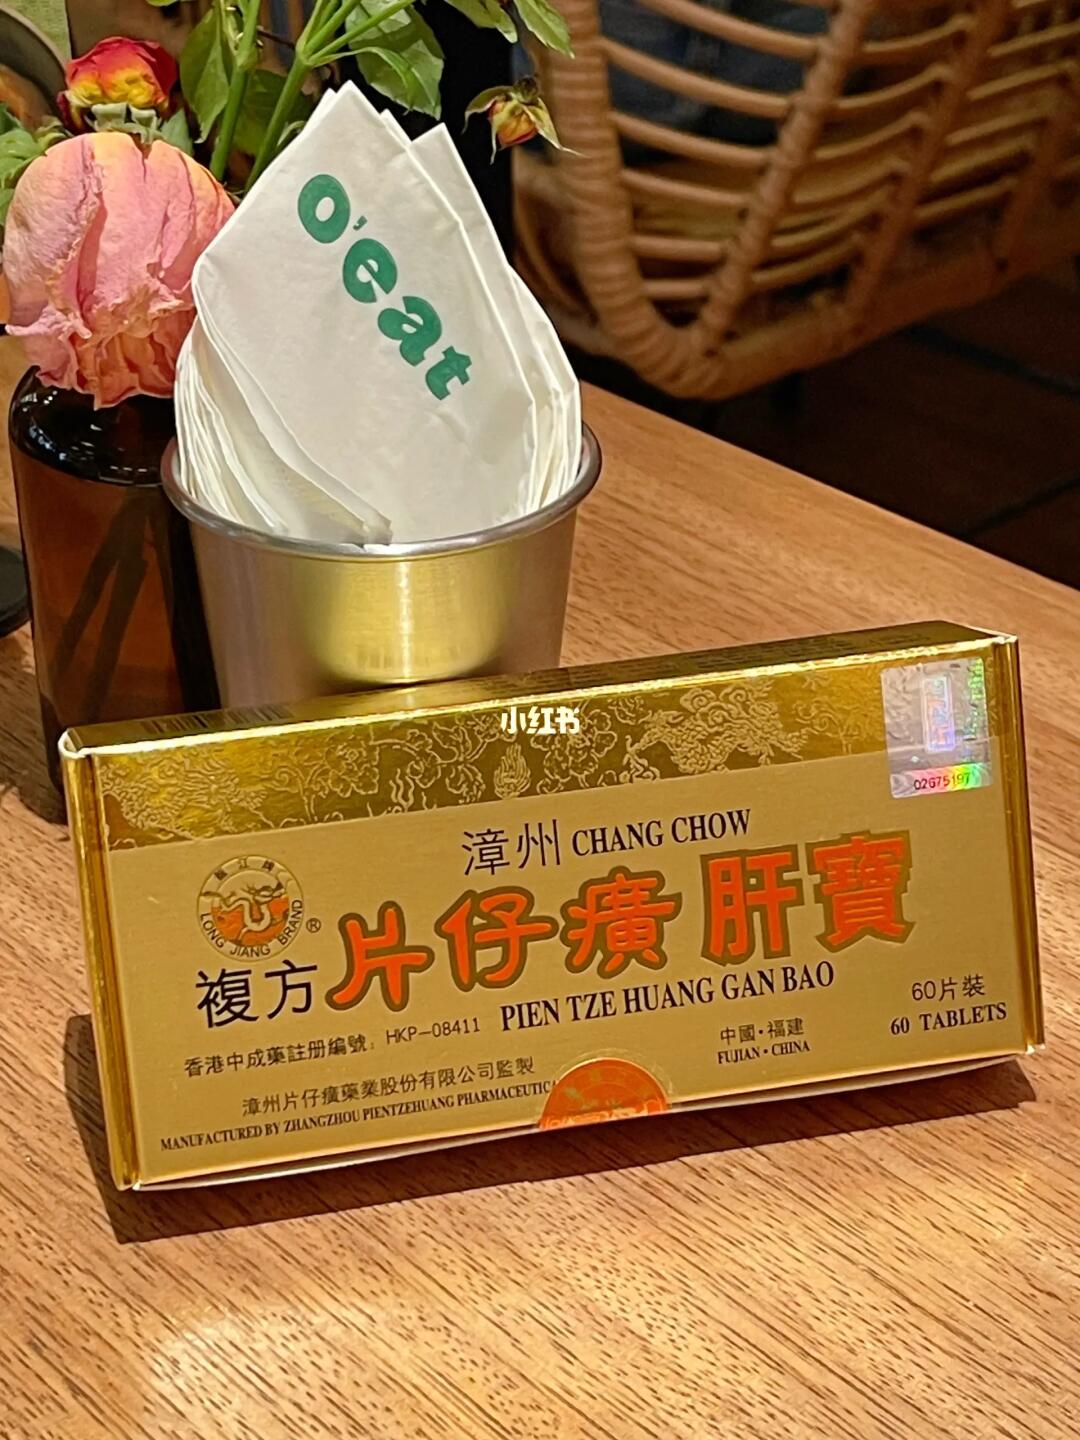 o'eat
小红书
02G75197
漳州 CHANG CHOW
龍江牌
LONG JIANG BRAND
®
複方片仔癀 肝寶
PIEN TZE HUANG GAN BAO
香港中成藥註册編號：HKP-08411
60片裝
60 TABLETS
中國·福建
FUJIAN · CHINA
漳州片仔癀藥業股份有限公司監製
MANUFACTURED BY ZHANGZHOU PIENTZEHUANG PHARMACEUTICA